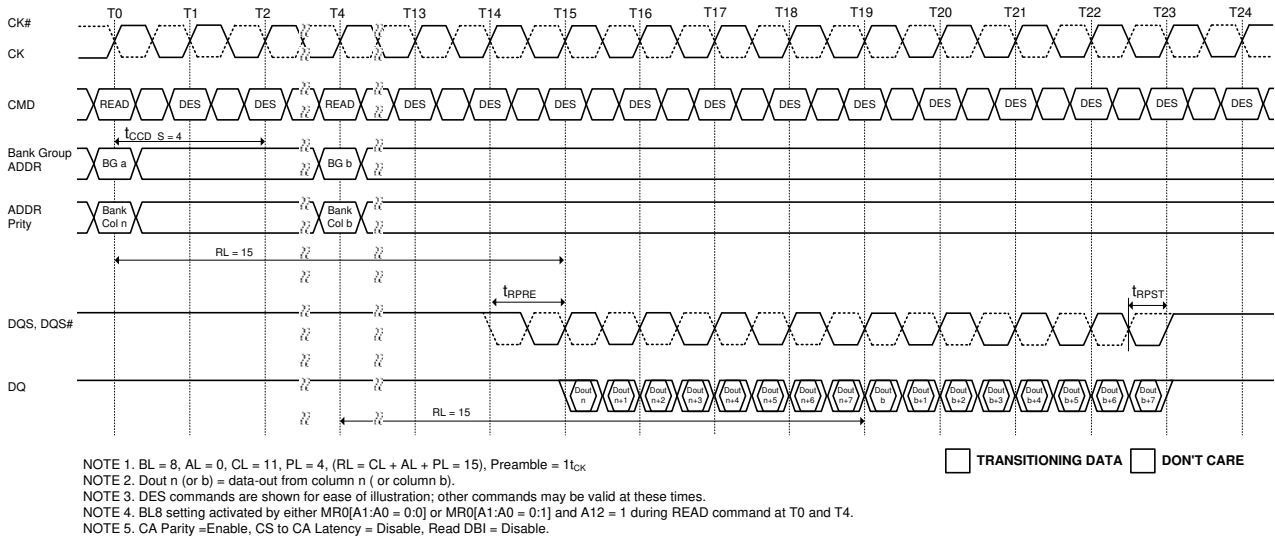 T0 T1 T2 T4 T13 T14 T15 T16 T17 T18 T19 T20 T21 T22 T23 T24
CK#
CK
CMD READ DES DES READ DES DES DES DES DES DES DES DES DES DES DES DES
tCCD_S = 4
Bank Group
ADDR
BG a BG b
ADDR
Prity
Bank
Col n
Bank
Col b
RL = 15
tRPRE tRPST
DQS, DQS#
DQ
Dout
n
Dout
n+1
Dout
n+2
Dout
n+3
Dout
n+4
Dout
n+5
Dout
n+6
Dout
n+7
Dout
b
Dout
b+1
Dout
b+2
Dout
b+3
Dout
b+4
Dout
b+5
Dout
b+6
Dout
b+7
RL = 15
NOTE 1. BL = 8, AL = 0, CL = 11, PL = 4, (RL = CL + AL + PL = 15), Preamble = 1tCK
NOTE 2. Dout n (or b) = data-out from column n ( or column b).
NOTE 3. DES commands are shown for ease of illustration; other commands may be valid at these times.
NOTE 4. BL8 setting activated by either MR0[A1:A0 = 0:0] or MR0[A1:A0 = 0:1] and A12 = 1 during READ command at T0 and T4.
NOTE 5. CA Parity =Enable, CS to CA Latency = Disable, Read DBI = Disable.
TRANSITIONING DATA DON'T CARE